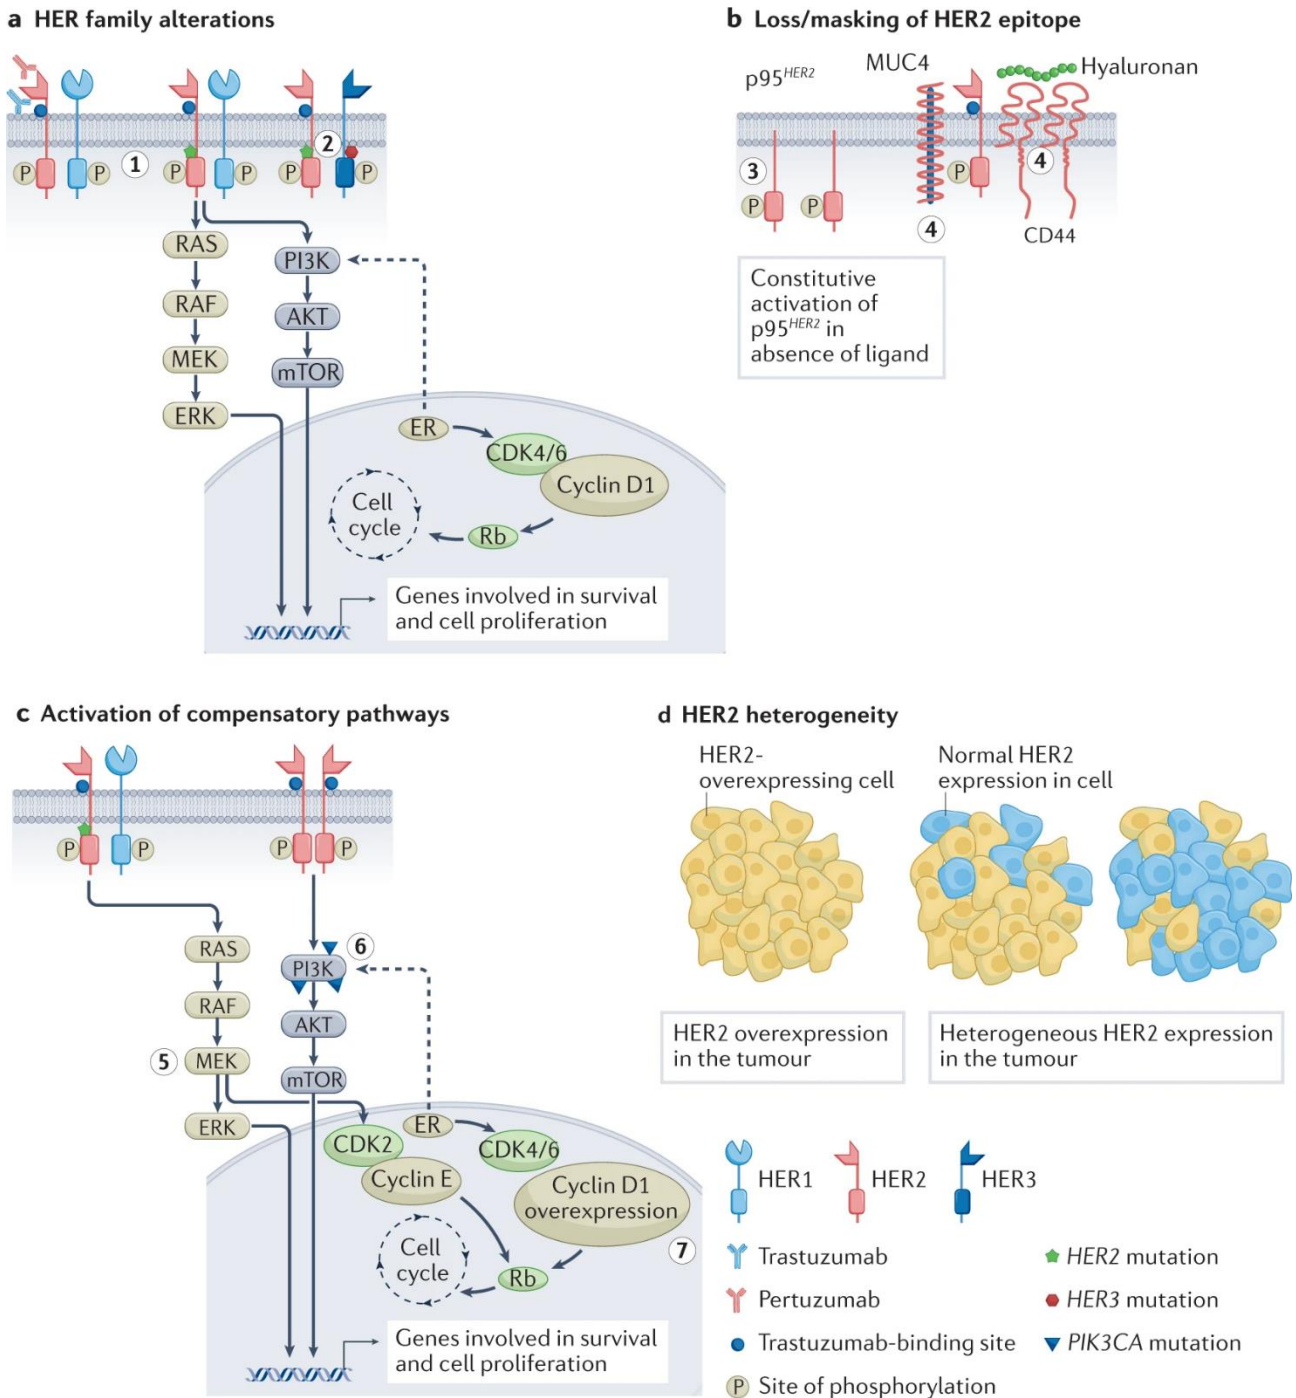 a HER family alterations
P
P
1
P
P
2
P
P
RAS
RAF
MEK
ERK
PI3K
AKT
mTOR
ER
CDK4/6
Cyclin D1
Rb
Cell
cycle
Genes involved in survival
and cell proliferation
b Loss/masking of HER2 epitope
p95HER2
MUC4
Hyaluronan
3
P
P
4
P
4
CD44
Constitutive
activation of
p95HER2 in
absence of ligand
c Activation of compensatory pathways
P
P
P
P
RAS
RAF
5
MEK
ERK
6
PI3K
AKT
mTOR
ER
CDK2
Cyclin E
CDK4/6
Cyclin D1
overexpression
7
Rb
Cell
cycle
Genes involved in survival
and cell proliferation
d HER2 heterogeneity
HER2-
overexpressing cell
Normal HER2
expression in cell
HER2 overexpression
in the tumour
Heterogeneous HER2 expression
in the tumour
HER1
HER2
HER3
Trastuzumab
HER2 mutation
Pertuzumab
HER3 mutation
Trastuzumab-binding site
PIK3CA mutation
P Site of phosphorylation